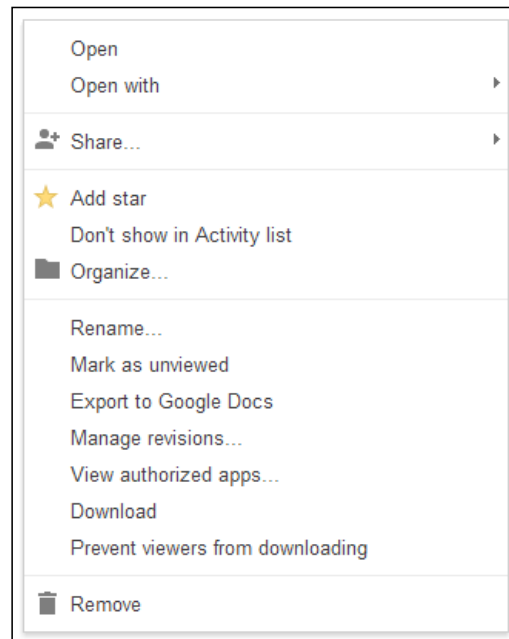 Open
Open with
Share...
Add star
Don't show in Activity list
Organize...
Rename...
Mark as unviewed
Export to Google Docs
Manage revisions...
View authorized apps...
Download
Prevent viewers from downloading
Remove